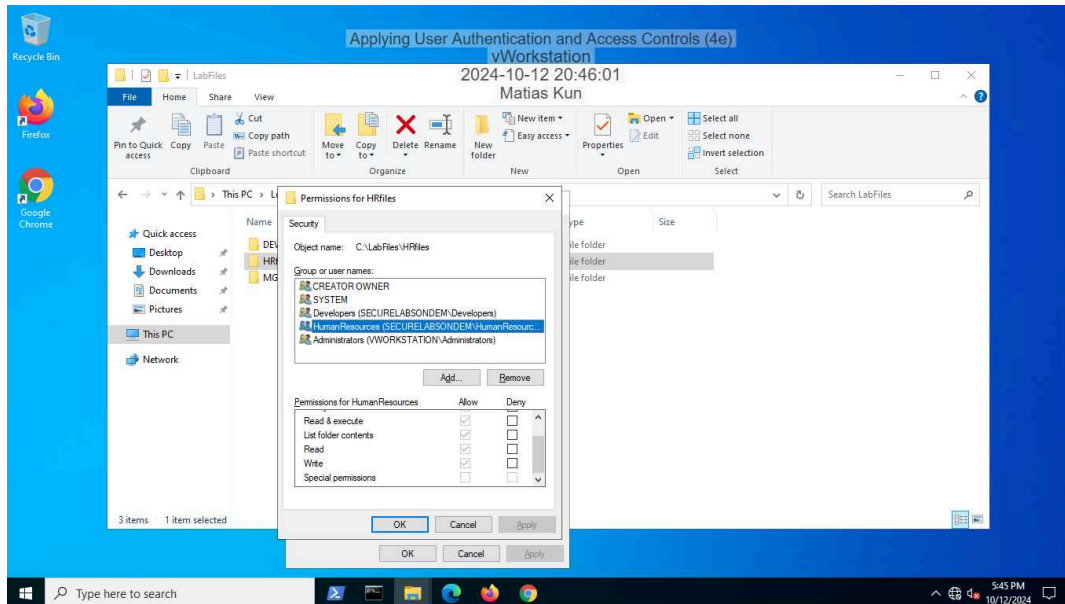 Recycle Bin
Applying User Authentication and Access Controls (4e)
vWorkstation
2024-10-12 20:46:01
Matias Kun
LabFiles
File Home Share View
Firefox
Pin to Quick access
Copy
Paste
Cut
Copy path
Paste shortcut
Clipboard
Move to
Copy to
Delete
Rename
Organize
New folder
New item
Easy access
New
Properties
Open
Edit
Open
Select all
Select none
Invert selection
Select
Google Chrome
This PC
Search LabFiles
Name
Type
Size
Quick access
Desktop
Downloads
Documents
Pictures
This PC
Network
DEV
HRf
MG
file folder
file folder
file folder
3 items 1 item selected
Permissions for HRfiles
Security
Object name: C:\LabFiles\HRfiles
Group or user names:
CREATOR OWNER
SYSTEM
Developers (SECURELABSONDEM\Developers)
HumanResources (SECURELABSONDEM\HumanResourc...
Administrators (VWORKSTATION\Administrators)
Add... Remove
Permissions for HumanResources Allow Deny
Read & execute
List folder contents
Read
Write
Special permissions
OK Cancel Apply
OK Cancel Apply
Type here to search
5:45 PM
10/12/2024